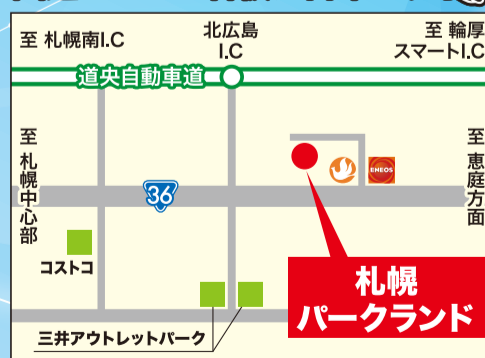 至 札幌南I.C
北広島
I.C
至 輪厚
スマートI.C
道央自動車道
至 札幌中心部
36
ENEOS
至 恵庭方面
コストコ
札幌
パークランド
三井アウトレットパーク